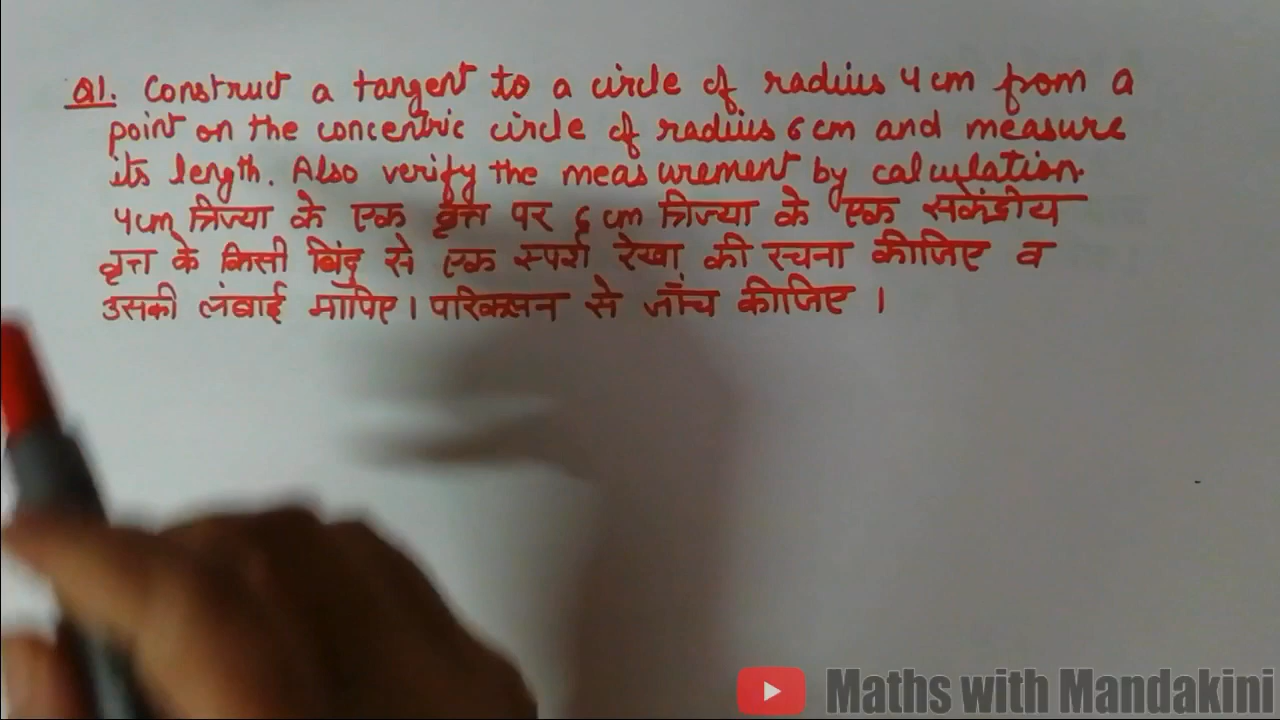 Q1. Construct a tangent to a circle of radius 4 cm from a
point on the concentric circle of radius 6 cm and measure
its length. Also verify the measurement by calculation.
4cm त्रिज्या के एक वृत्त पर 6 cm त्रिज्या के एक सकेंद्रीय
वृत्त के किसी बिंदु से एक स्पर्श रेखा की रचना कीजिए व
उसकी लंबाई मापिए। परिकलन से जाँच कीजिए ।
Maths with Mandakini